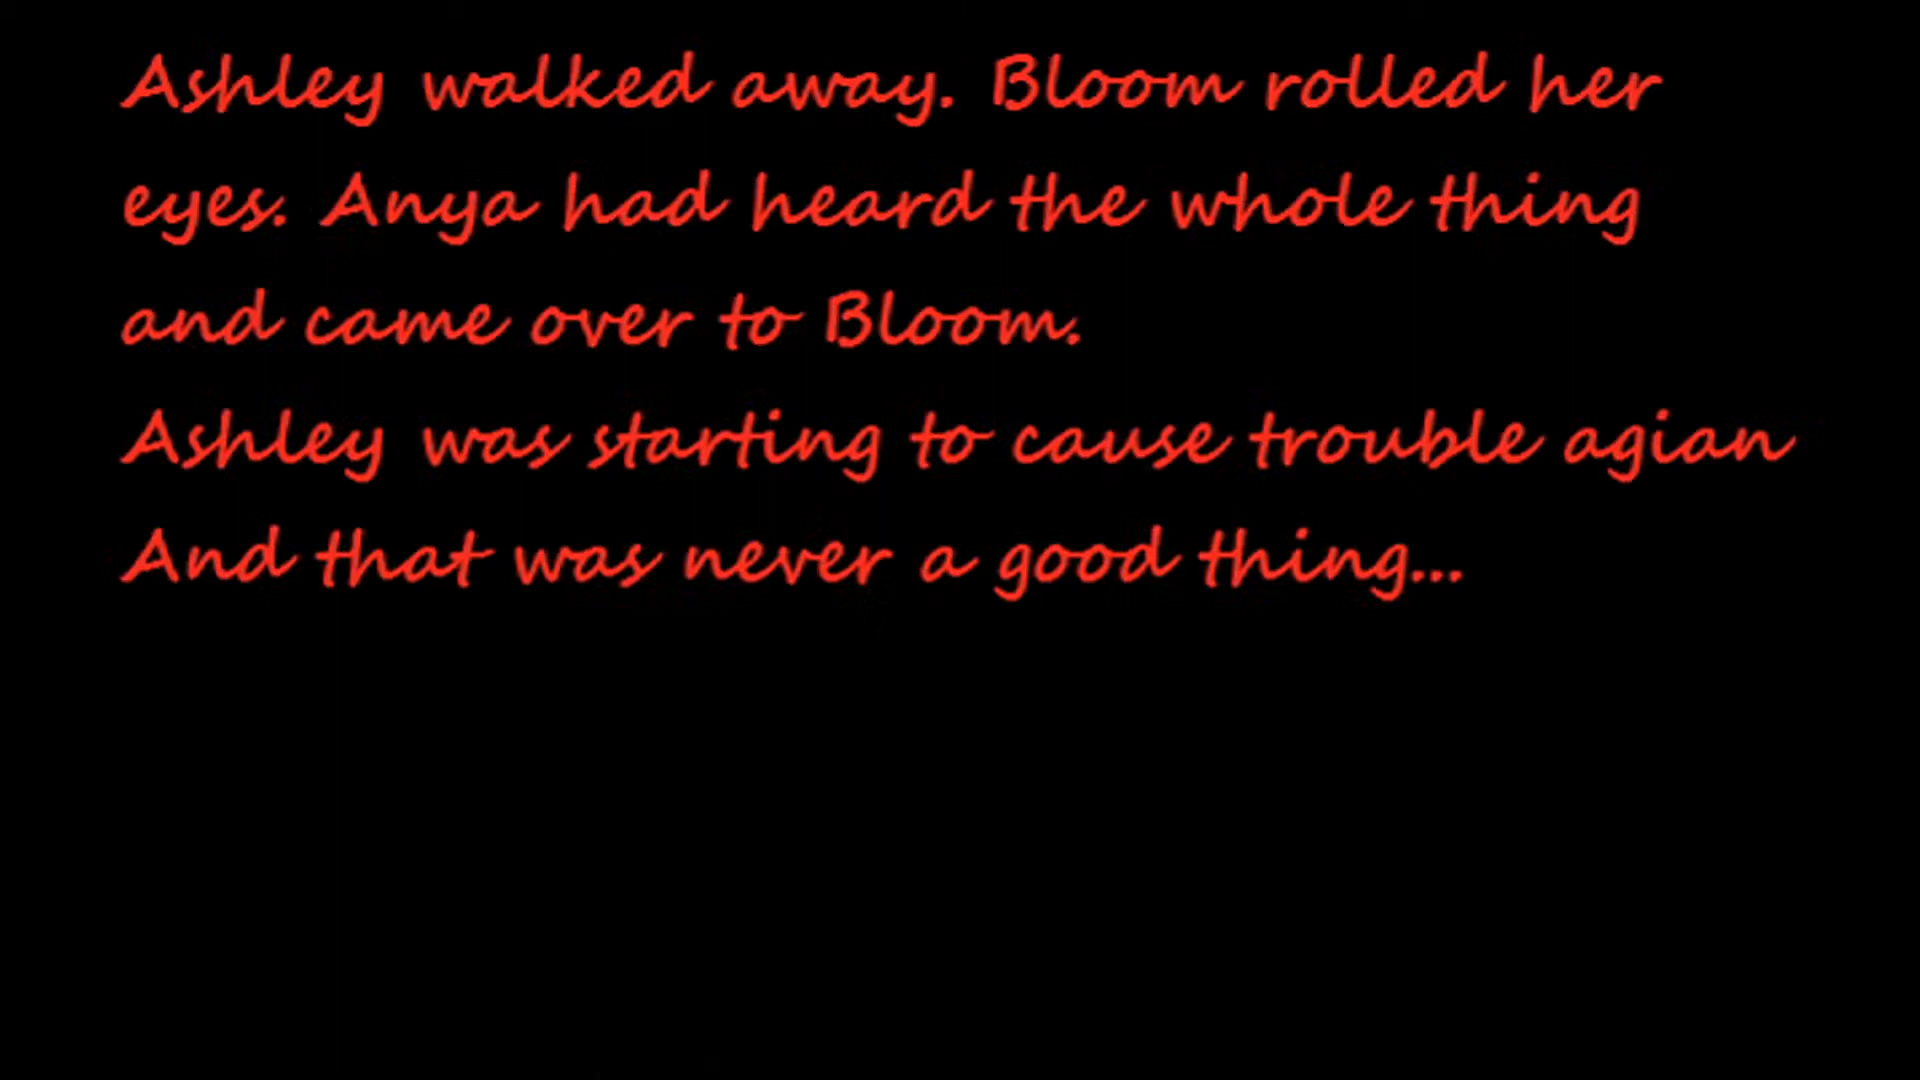 Ashley walked away. Bloom rolled her
eyes. Anya had heard the whole thing
and came over to Bloom.
Ashley was starting to cause trouble agian
And that was never a good thing...